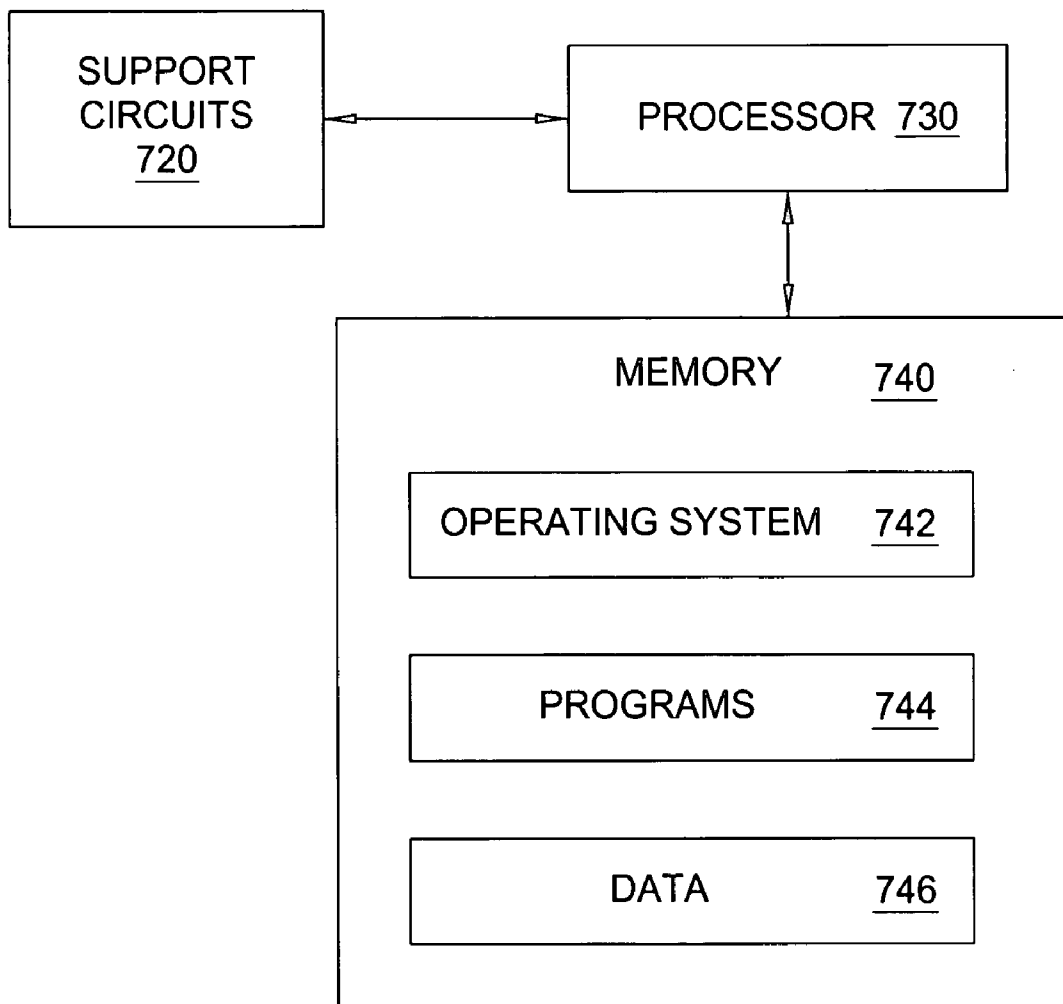 SUPPORT
CIRCUITS
720
PROCESSOR 730
MEMORY 740
OPERATING SYSTEM 742
PROGRAMS 744
DATA 746